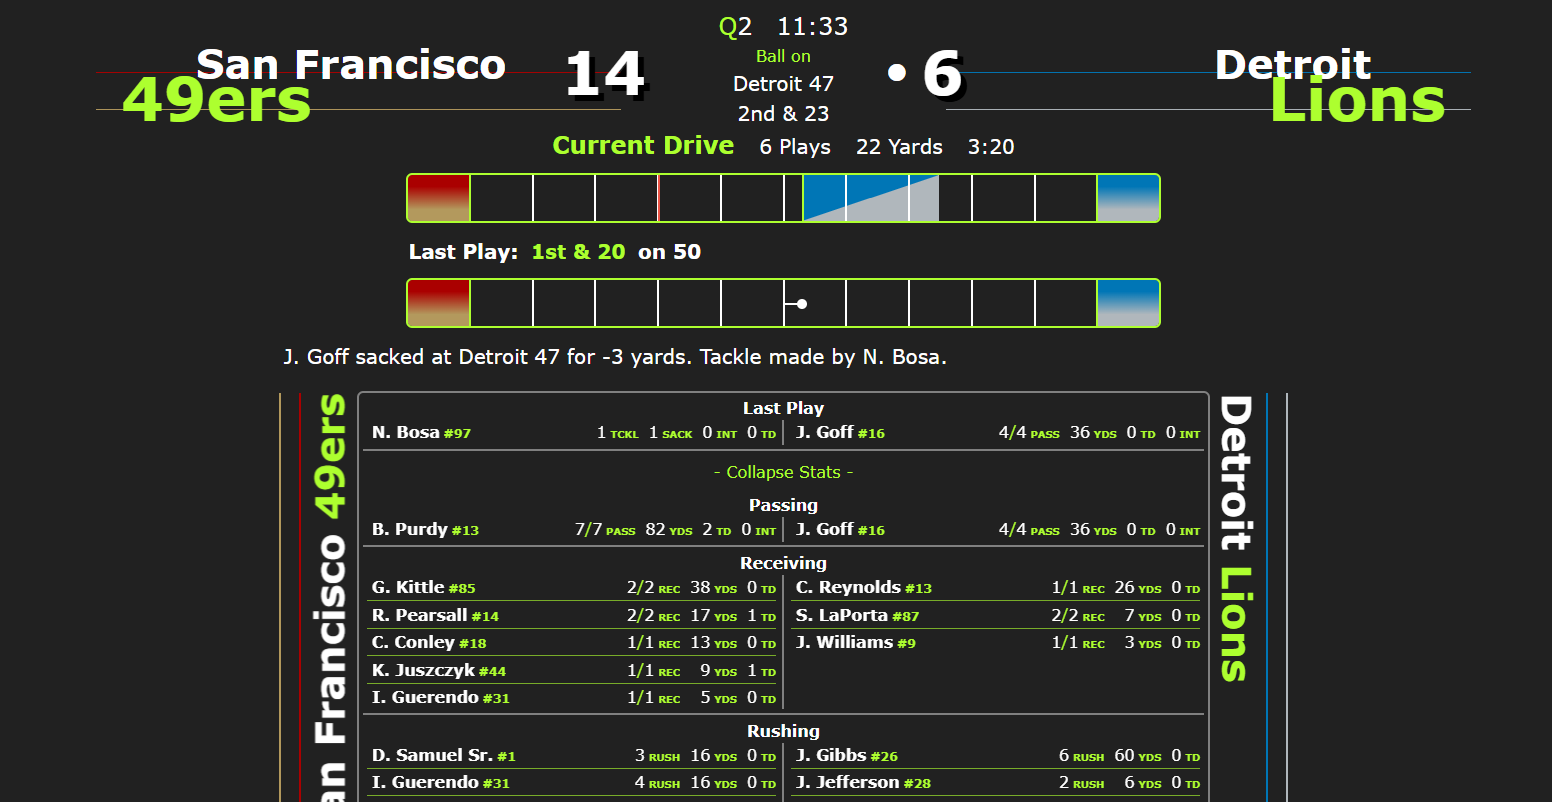 Q2 11:33
San Francisco
49ers
14
Ball on
Detroit 47
2nd & 23
• 6
Detroit
Lions
Current Drive 6 Plays 22 Yards 3:20
Last Play: 1st & 20 on 50
J. Goff sacked at Detroit 47 for -3 yards. Tackle made by N. Bosa.
San Francisco 49ers
Last Play
N. Bosa #97 1 TCKL 1 SACK 0 INT 0 TD J. Goff #16 4/4 PASS 36 YDS 0 TD 0 INT
- Collapse Stats -
Passing
B. Purdy #13 7/7 PASS 82 YDS 2 TD 0 INT J. Goff #16 4/4 PASS 36 YDS 0 TD 0 INT
Receiving
G. Kittle #85 2/2 REC 38 YDS 0 TD C. Reynolds #13 1/1 REC 26 YDS 0 TD
R. Pearsall #14 2/2 REC 17 YDS 1 TD S. LaPorta #87 2/2 REC 7 YDS 0 TD
C. Conley #18 1/1 REC 13 YDS 0 TD J. Williams #9 1/1 REC 3 YDS 0 TD
K. Juszczyk #44 1/1 REC 9 YDS 1 TD
I. Guerendo #31 1/1 REC 5 YDS 0 TD
Rushing
D. Samuel Sr. #1 3 RUSH 16 YDS 0 TD J. Gibbs #26 6 RUSH 60 YDS 0 TD
I. Guerendo #31 4 RUSH 16 YDS 0 TD J. Jefferson #28 2 RUSH 6 YDS 0 TD
Detroit Lions